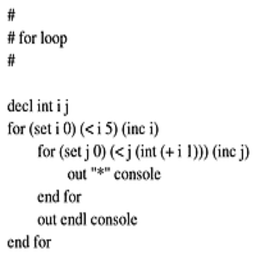 #
# for loop
#
decl int i j
for (set i 0) (< i 5) (inc i)
for (set j 0) (< j (int (+ i 1))) (inc j)
out "*" console
end for
out endl console
end for